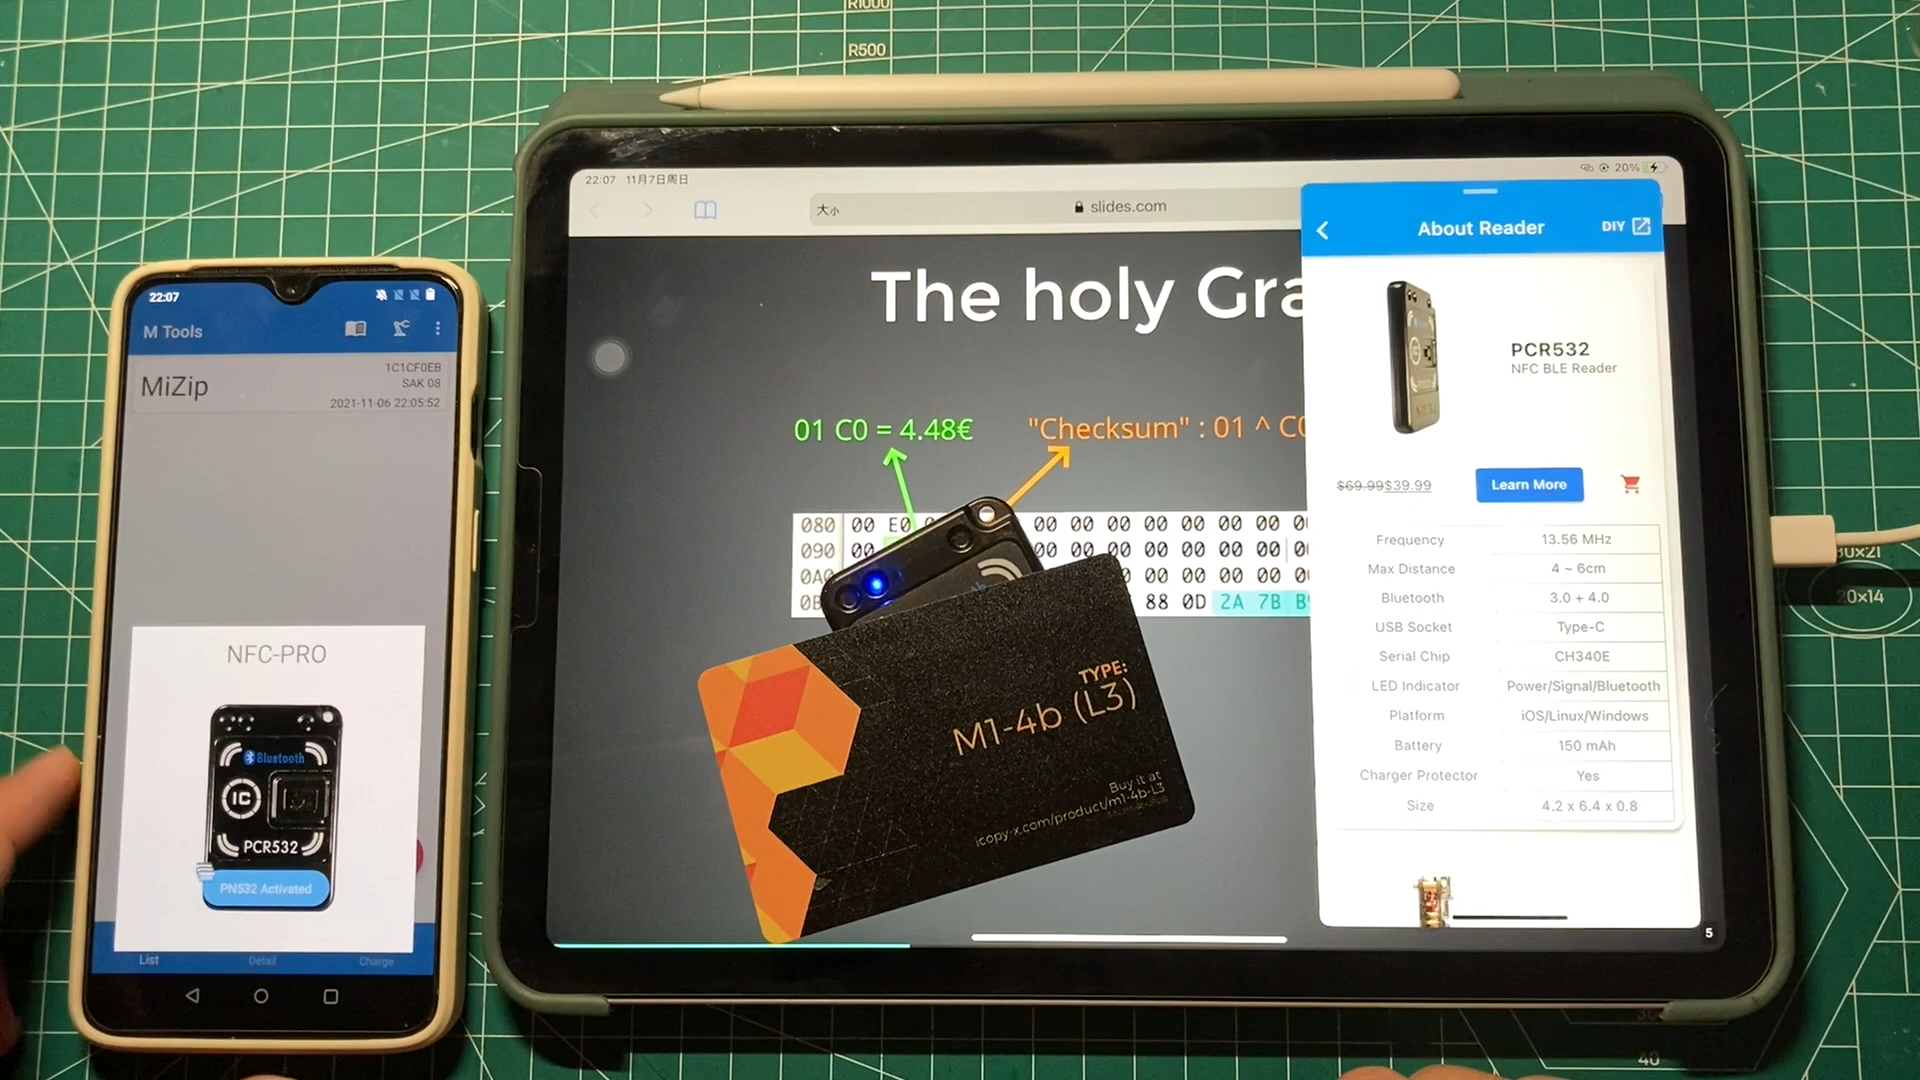 R1000
R500
22:07
M Tools
MiZip
1C1CF0EB
SAK 08
2021-11-06 22:05:52
NFC-PRO
Bluetooth
IC
PCR532
PN532 Activated
List
Detail
Charge
22:07 11月7日周日
20%
大小
slides.com
The holy Gra
01 C0 = 4.48€
"Checksum" : 01 ^ C0
080 00 E0 00 00 00 00 00 00 00
090 00 00 00 00 00 00 00 00
00 00 00 00 00
88 0D 2A 7B
TYPE:
M1-4b (L3)
Buy it at
icopy-x.com/product/m1-4b-L3
About Reader
DIY
PCR532
NFC BLE Reader
$69.99$39.99
Learn More
Frequency 13.56 MHz
Max Distance 4 ~ 6cm
Bluetooth 3.0 + 4.0
USB Socket Type-C
Serial Chip CH340E
LED Indicator Power/Signal/Bluetooth
Platform iOS/Linux/Windows
Battery 150 mAh
Charger Protector Yes
Size 4.2 x 6.4 x 0.8
5
20×14
40